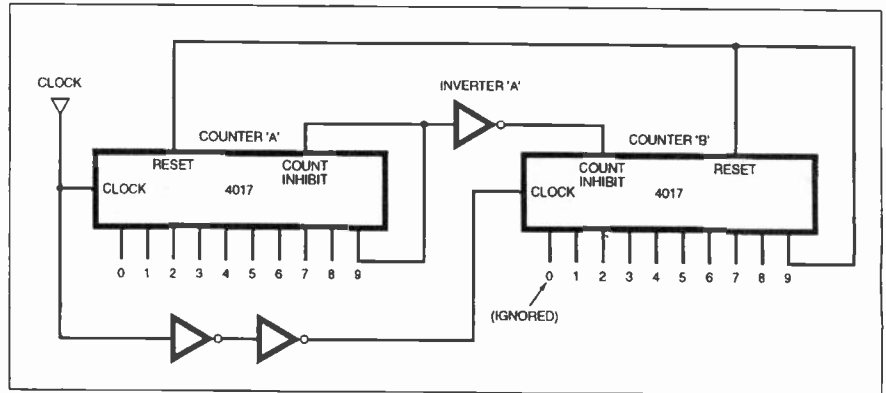 CLOCK
INVERTER 'A'
COUNTER 'A'
COUNTER 'B'
RESET
COUNT
INHIBIT
COUNT
INHIBIT
RESET
CLOCK
4017
CLOCK
4017
0 1 2 3 4 5 6 7 8 9
0 1 2 3 4 5 6 7 8 9
(IGNORED)